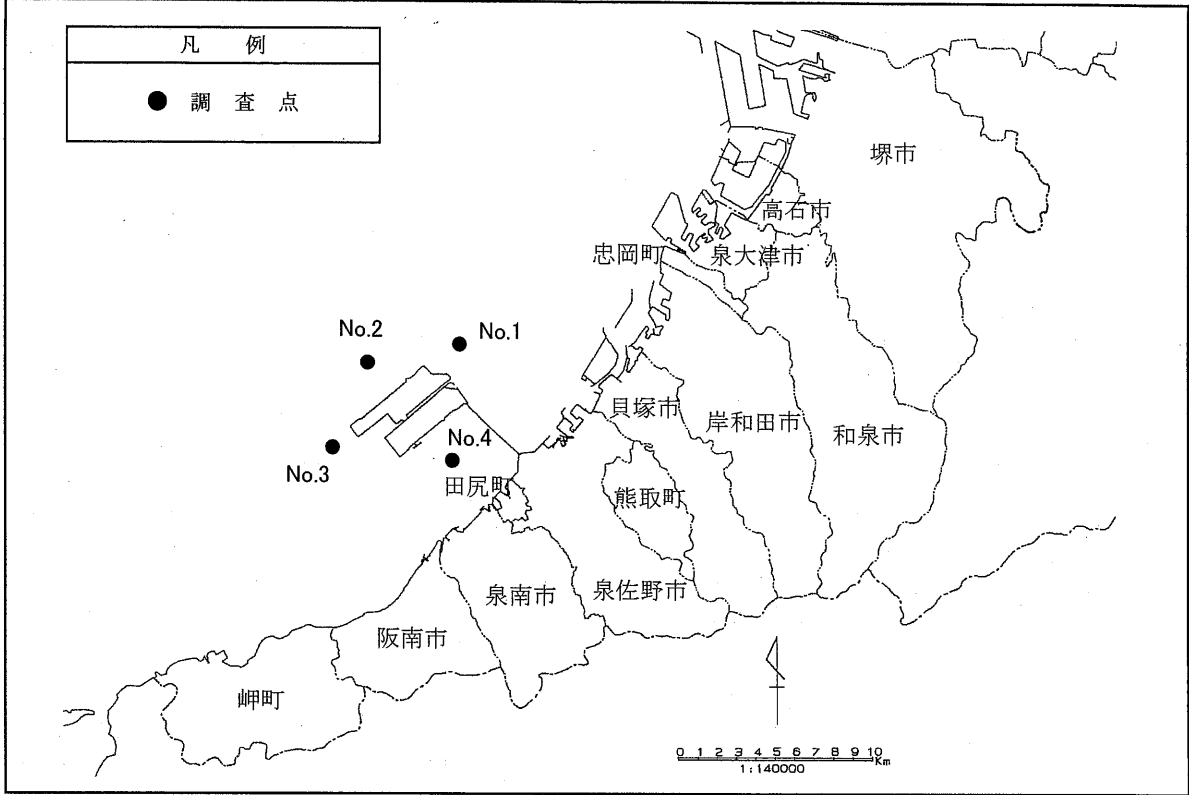 凡 例
● 調 査 点
堺市
高石市
泉大津市
忠岡町
No.1
No.2
貝塚市
岸和田市
和泉市
No.4
No.3
田尻町
熊取町
泉南市
泉佐野市
阪南市
岬町
0 1 2 3 4 5 6 7 8 9 10
Km
1:140000